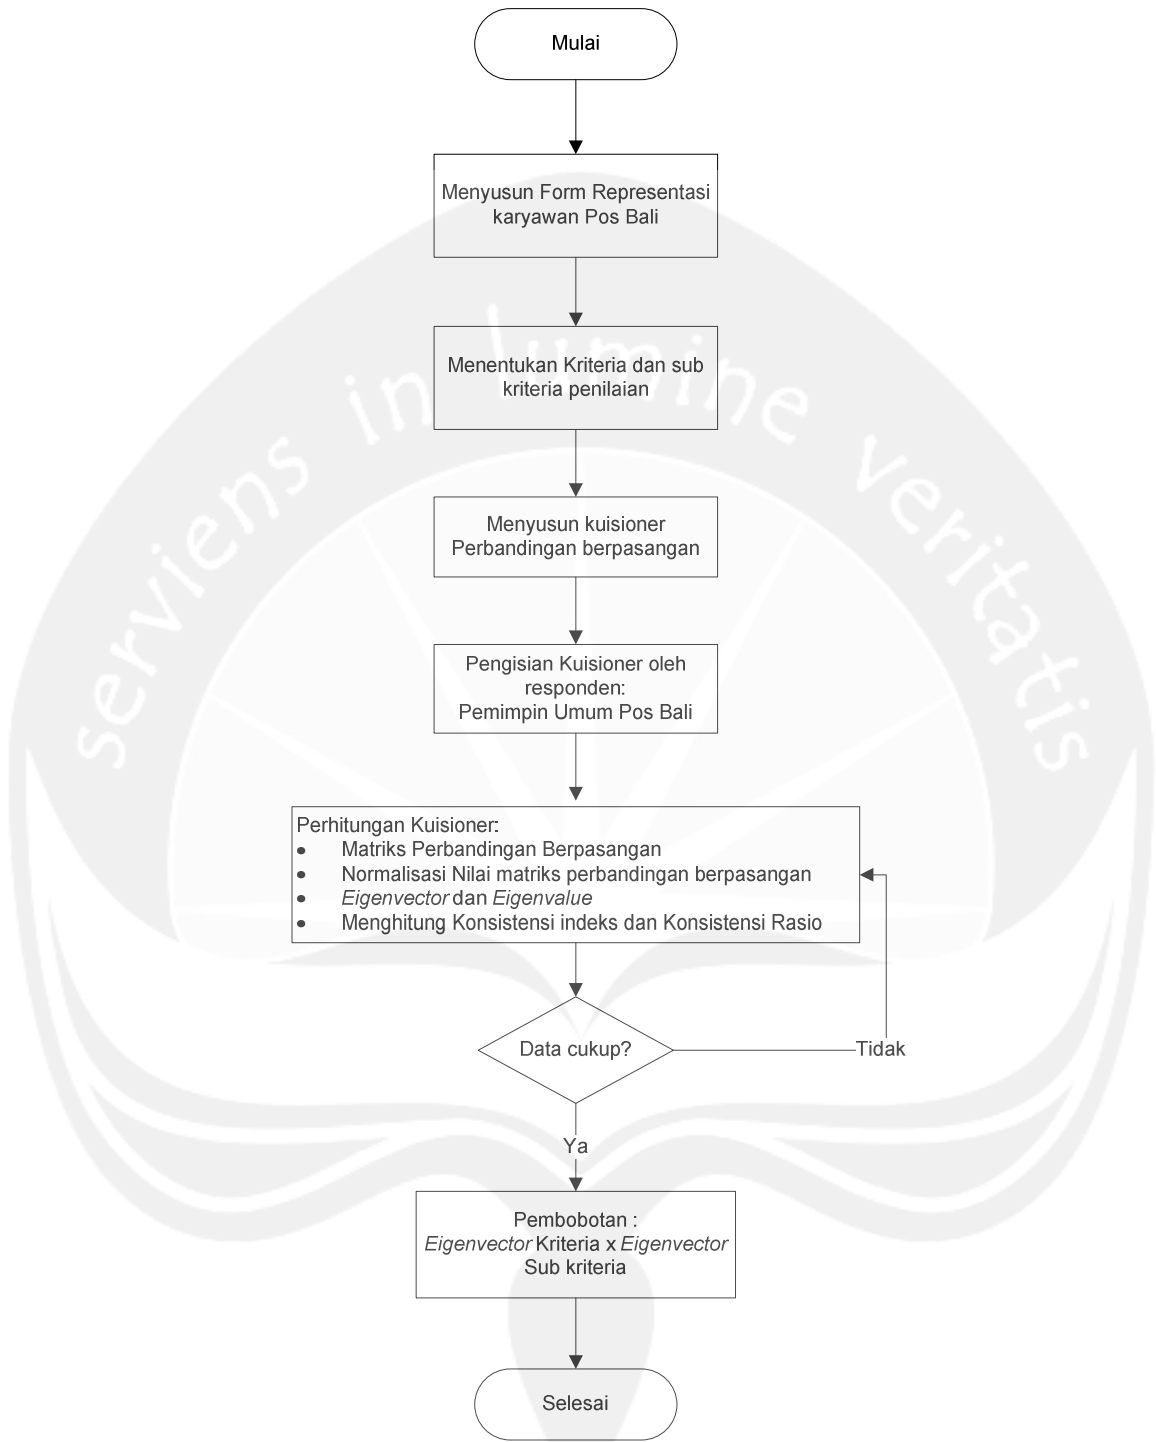 Mulai
Menyusun Form Representasi
karyawan Pos Bali
serviens in lumine veritatis
Menentukan Kriteria dan sub
kriteria penilaian
Menyusun kuisioner
Perbandingan berpasangan
Pengisian Kuisioner oleh
responden:
Pemimpin Umum Pos Bali
Perhitungan Kuisioner:
• Matriks Perbandingan Berpasangan
• Normalisasi Nilai matriks perbandingan berpasangan
• Eigenvector dan Eigenvalue
• Menghitung Konsistensi indeks dan Konsistensi Rasio
Data cukup?
Tidak
Ya
Pembobotan :
Eigenvector Kriteria x Eigenvector
Sub kriteria
Selesai